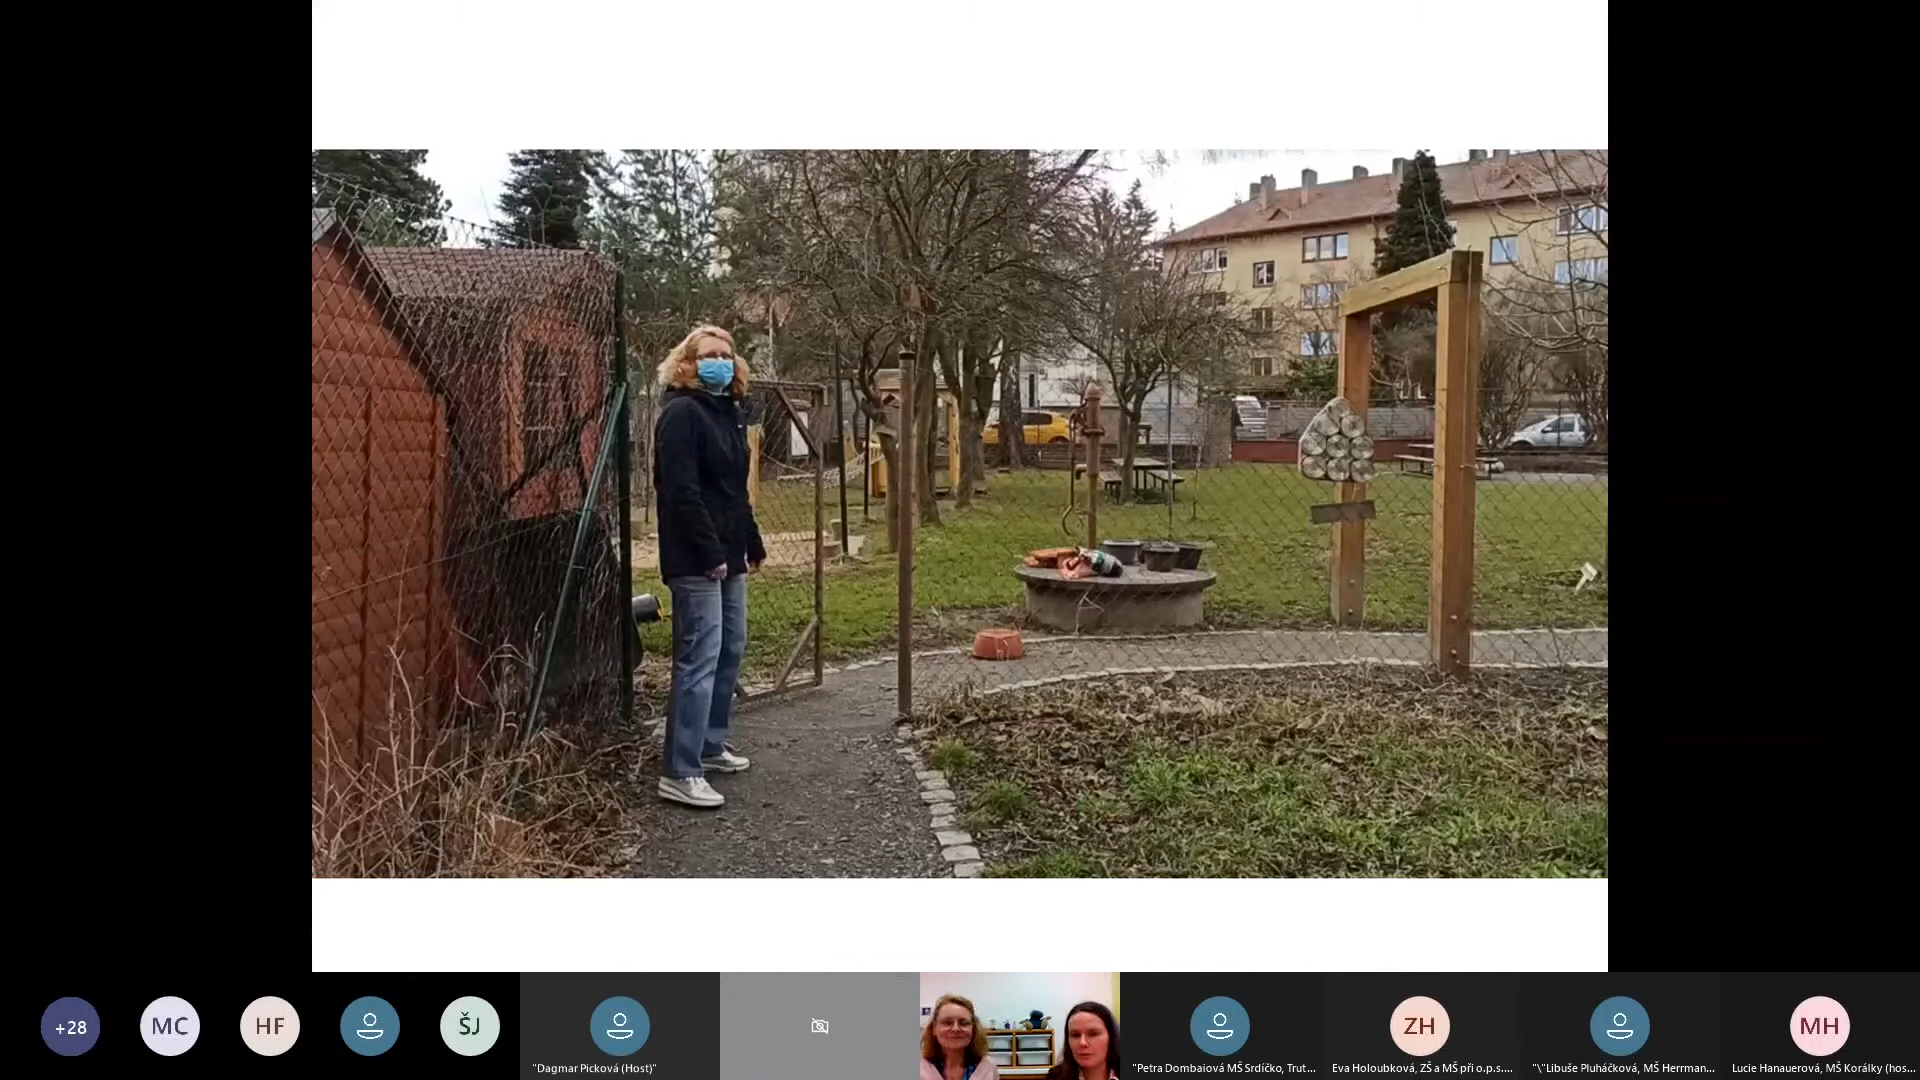 +28
MC
HF
ŠJ
"Dagmar Picková (Host)"
"Petra Dombaiová MŠ Srdíčko, Trut...
ZH
Eva Holoubková, ZŠ a MŠ při o.p.s....
"\"Libuše Pluháčková, MŠ Herrman...
MH
Lucie Hanauerová, MŠ Korálky (hos...